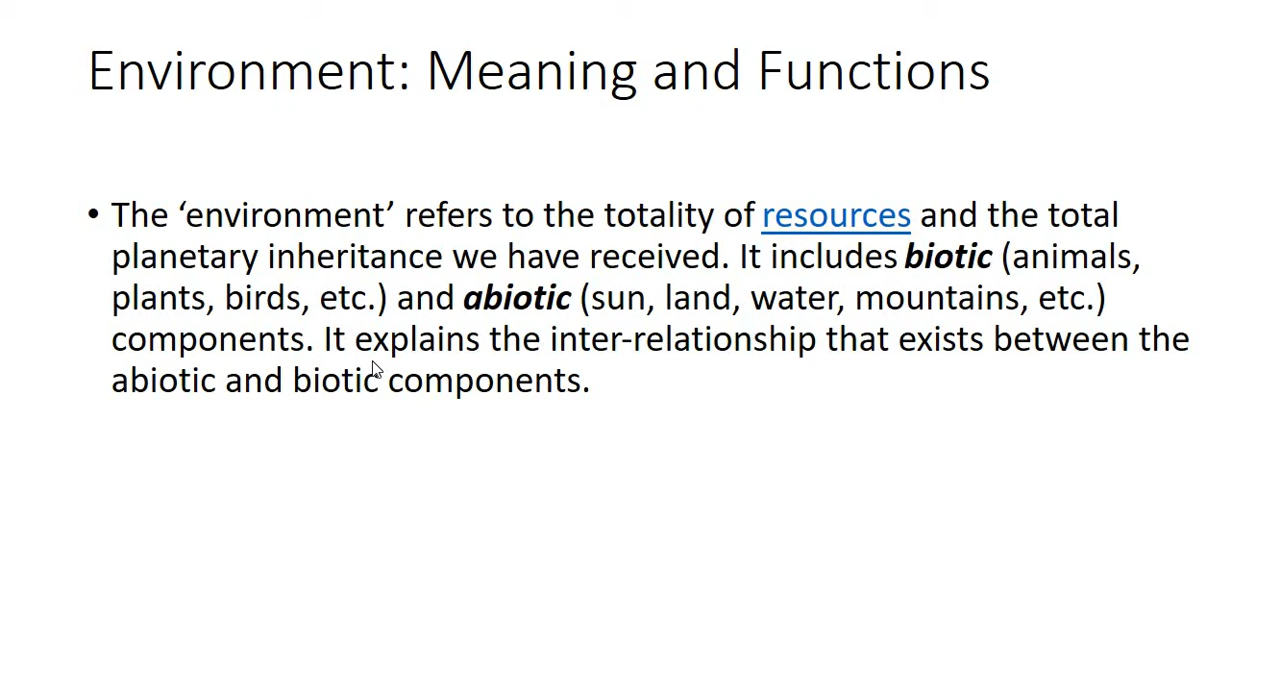 Environment: Meaning and Functions
• The ‘environment’ refers to the totality of resources and the total
planetary inheritance we have received. It includes biotic (animals,
plants, birds, etc.) and abiotic (sun, land, water, mountains, etc.)
components. It explains the inter-relationship that exists between the
abiotic and biotic components.